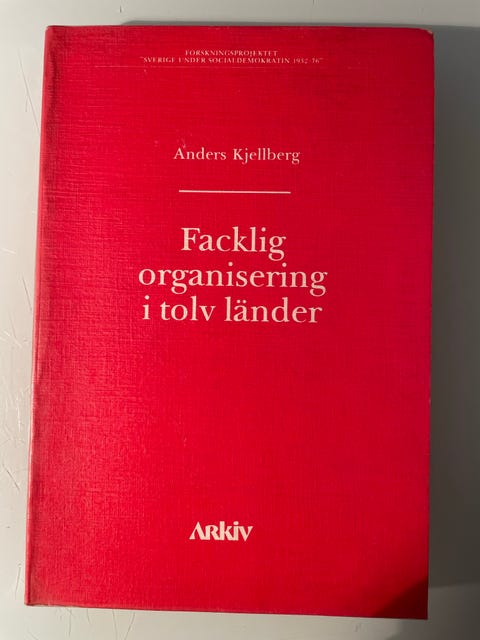 FORSKNINGSPROJEKTET
"SVERIGE UNDER SOCIALDEMOKRATIN 1932-76"
Anders Kjellberg
Facklig
organisering
i tolv länder
Arkiv